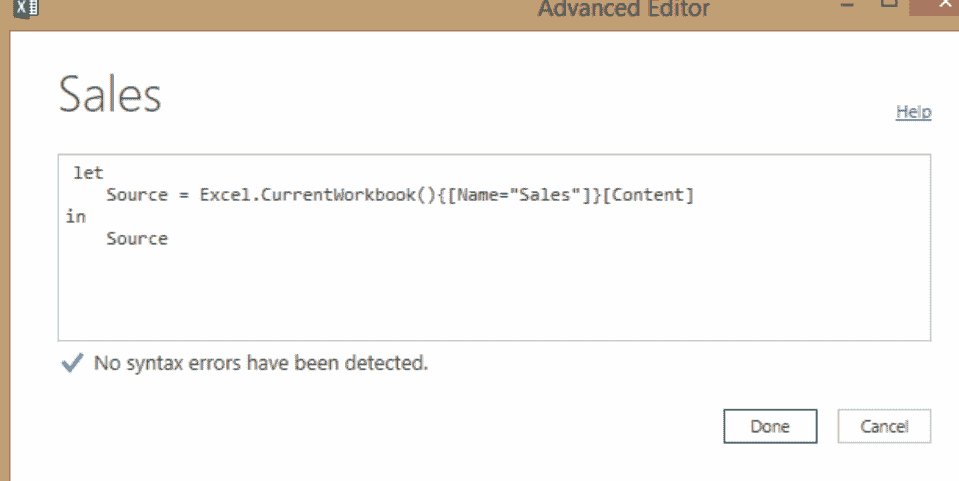 Advanced Editor
Sales
Help
let
Source = Excel.CurrentWorkbook(){[Name="Sales"]}[Content]
in
Source
No syntax errors have been detected.
Done
Cancel